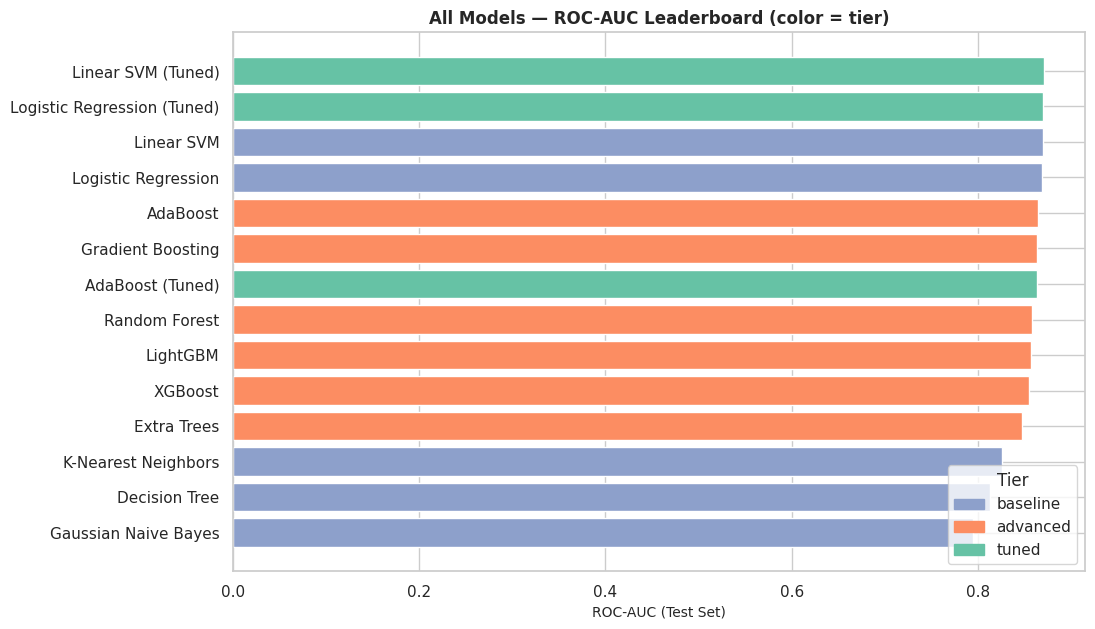 All Models — ROC-AUC Leaderboard (color = tier)
Linear SVM (Tuned)
Logistic Regression (Tuned)
Linear SVM
Logistic Regression
AdaBoost
Gradient Boosting
AdaBoost (Tuned)
Random Forest
LightGBM
XGBoost
Extra Trees
K-Nearest Neighbors
Decision Tree
Gaussian Naive Bayes
Tier
baseline
advanced
tuned
0.0 0.2 0.4 0.6 0.8
ROC-AUC (Test Set)